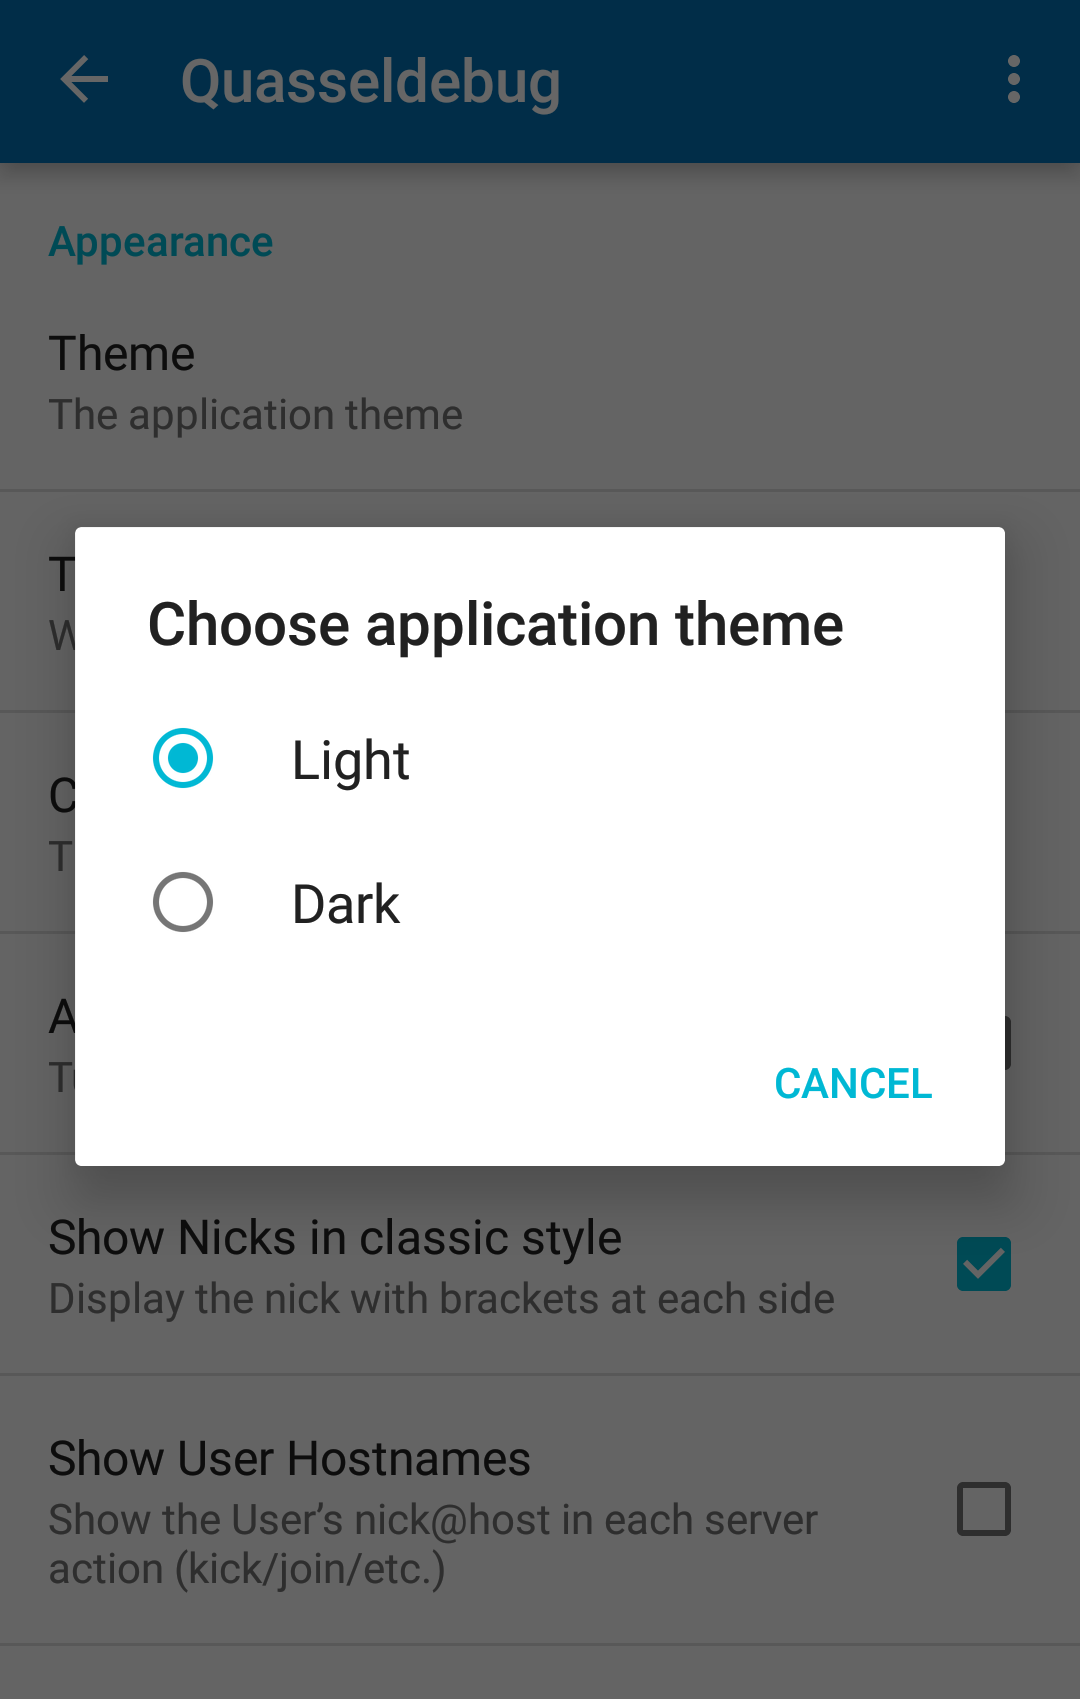 Quasseldebug
Appearance
Theme
The application theme
Choose application theme
Light
Dark
CANCEL
Show Nicks in classic style
Display the nick with brackets at each side
Show User Hostnames
Show the User’s nick@host in each server
action (kick/join/etc.)